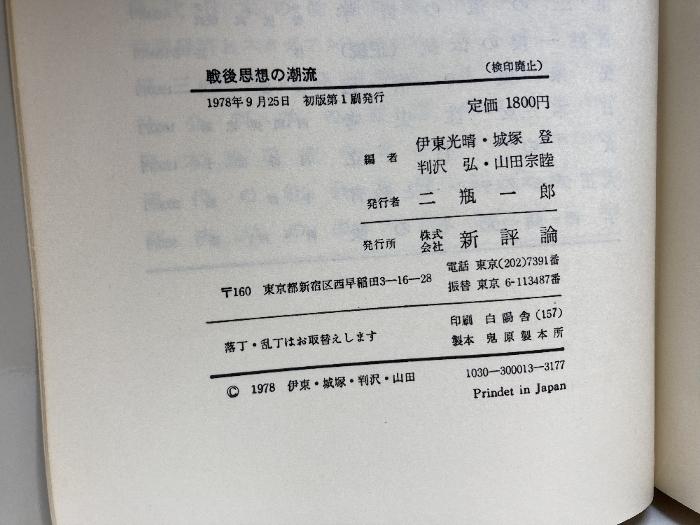 戦後思想の潮流
（検印廃止）
1978年9月25日　初版第1刷発行
定価 1800円
編者
伊東光晴・城塚　登
判沢　弘・山田宗睦
発行者　二瓶一郎
発行所　株式会社　新評論
〒160　東京都新宿区西早稲田3—16—28
電話 東京(202)7391番
振替 東京 6-113487番
落丁・乱丁はお取替えします
印刷　白陽舎(157)
製本　鬼原製本所
© 1978　伊東・城塚・判沢・山田
1030—300013—3177
Prindet in Japan